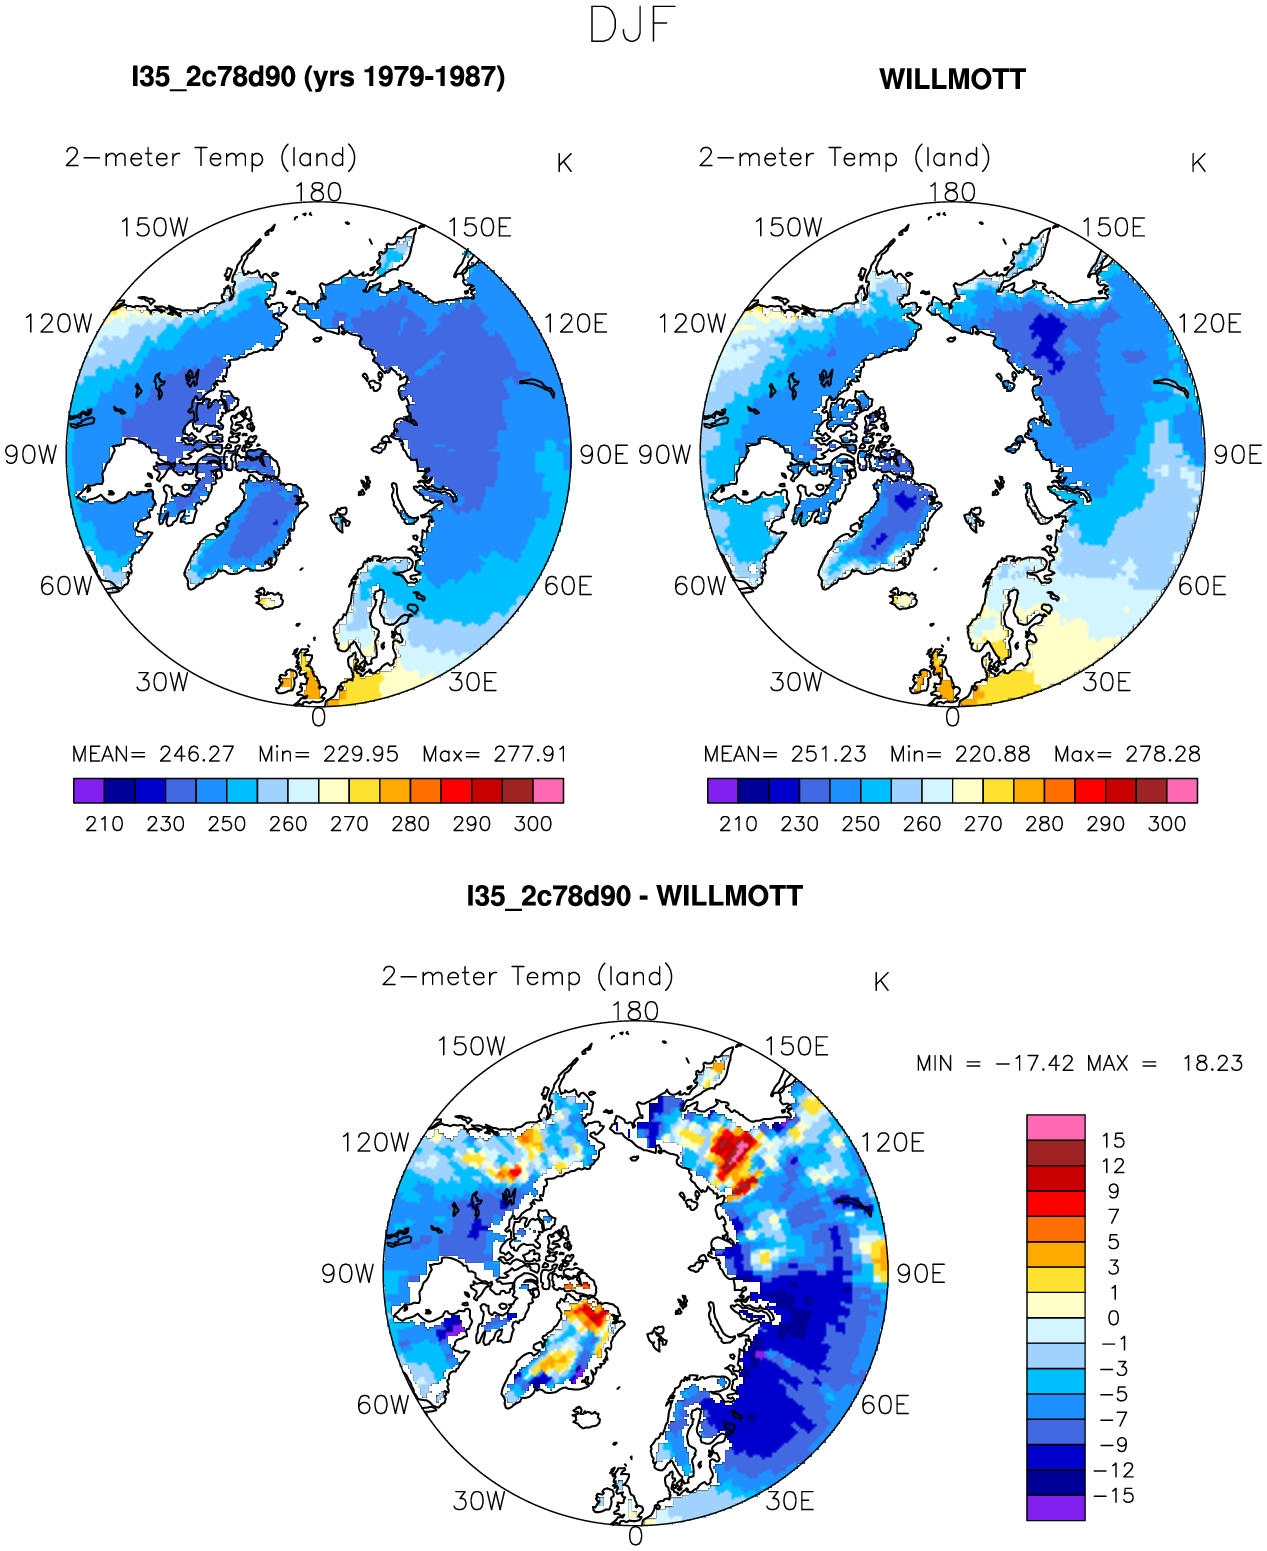 DJF
I35_2c78d90 (yrs 1979-1987)
WILLMOTT
2-meter Temp (land) K
180
150W 150E
120W 120E
90W 90E
60W 60E
30W 30E
0
MEAN= 246.27 Min= 229.95 Max= 277.91
210 230 250 260 270 280 290 300
2-meter Temp (land) K
180
150W 150E
120W 120E
90W 90E
60W 60E
30W 30E
0
MEAN= 251.23 Min= 220.88 Max= 278.28
210 230 250 260 270 280 290 300
I35_2c78d90 - WILLMOTT
2-meter Temp (land) K
180
150W 150E
120W 120E
90W 90E
60W 60E
30W 30E
0
MIN = -17.42 MAX = 18.23
15
12
9
7
5
3
1
0
-1
-3
-5
-7
-9
-12
-15